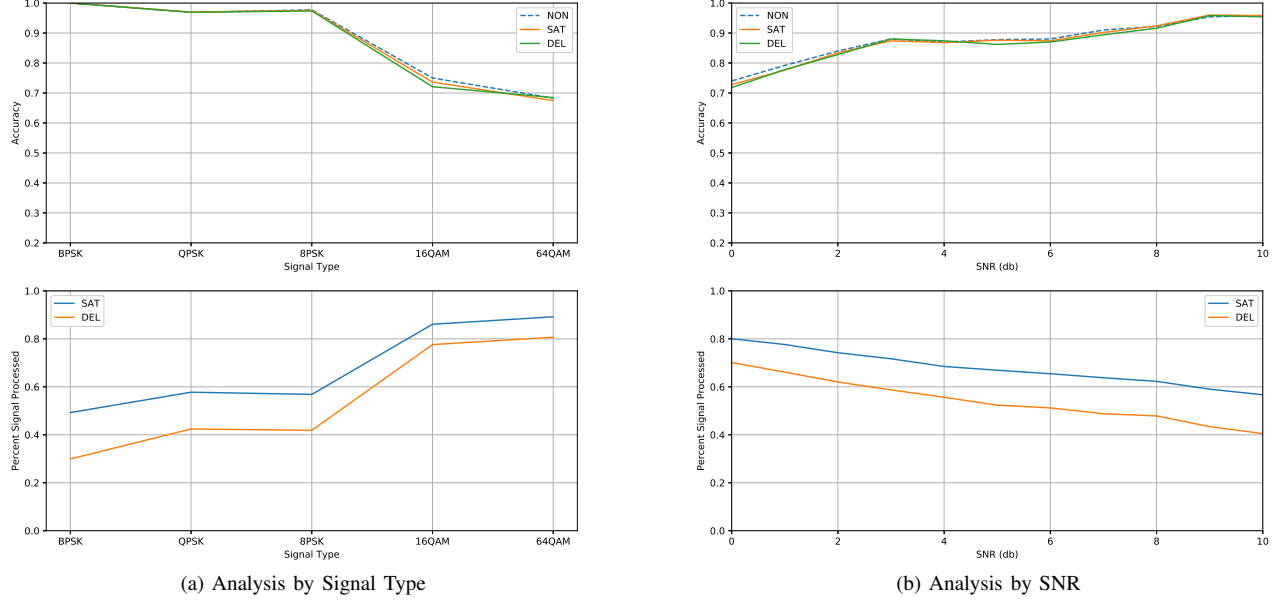 1.0
0.9
0.8
0.7
0.6
0.5
0.4
0.3
0.2
Accuracy
NON
SAT
DEL
BPSK QPSK 8PSK 16QAM 64QAM
Signal Type
1.0
0.8
0.6
0.4
0.2
0.0
Percent Signal Processed
SAT
DEL
BPSK QPSK 8PSK 16QAM 64QAM
Signal Type
(a) Analysis by Signal Type
1.0
0.9
0.8
0.7
0.6
0.5
0.4
0.3
0.2
Accuracy
NON
SAT
DEL
0 2 4 6 8 10
SNR (db)
1.0
0.8
0.6
0.4
0.2
0.0
Percent Signal Processed
SAT
DEL
0 2 4 6 8 10
SNR (db)
(b) Analysis by SNR